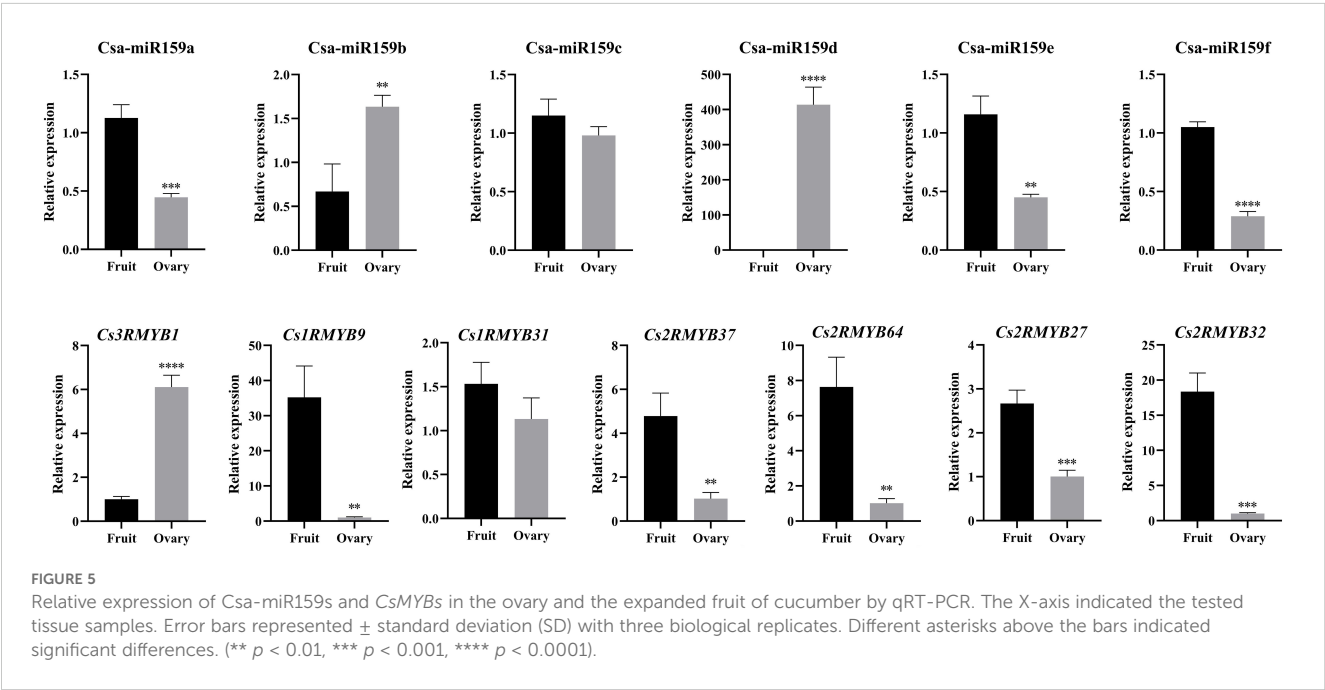 Csa-miR159a
Csa-miR159b
Csa-miR159c
Csa-miR159d
Csa-miR159e
Csa-miR159f
Relative expression
1.5
1.0
0.5
0.0
***
Fruit Ovary
Relative expression
2.0
1.5
1.0
0.5
0.0
**
Fruit Ovary
Relative expression
1.5
1.0
0.5
0.0
Fruit Ovary
Relative expression
500
400
300
200
100
0
****
Fruit Ovary
Relative expression
1.5
1.0
0.5
0.0
**
Fruit Ovary
Relative expression
1.5
1.0
0.5
0.0
****
Fruit Ovary
Cs3RMYB1
Cs1RMYB9
Cs1RMYB31
Cs2RMYB37
Cs2RMYB64
Cs2RMYB27
Cs2RMYB32
Relative expression
8
6
4
2
0
****
Fruit Ovary
Relative expression
50
40
30
20
10
0
**
Fruit Ovary
Relative expression
2.0
1.5
1.0
0.5
0.0
Fruit Ovary
Relative expression
8
6
4
2
0
**
Fruit Ovary
Relative expression
10
8
6
4
2
0
**
Fruit Ovary
Relative expression
4
3
2
1
0
***
Fruit Ovary
Relative expression
25
20
15
10
5
0
***
Fruit Ovary
FIGURE 5
Relative expression of Csa-miR159s and CsMYBs in the ovary and the expanded fruit of cucumber by qRT-PCR. The X-axis indicated the tested
tissue samples. Error bars represented ± standard deviation (SD) with three biological replicates. Different asterisks above the bars indicated
significant differences. (** p < 0.01, *** p < 0.001, **** p < 0.0001).